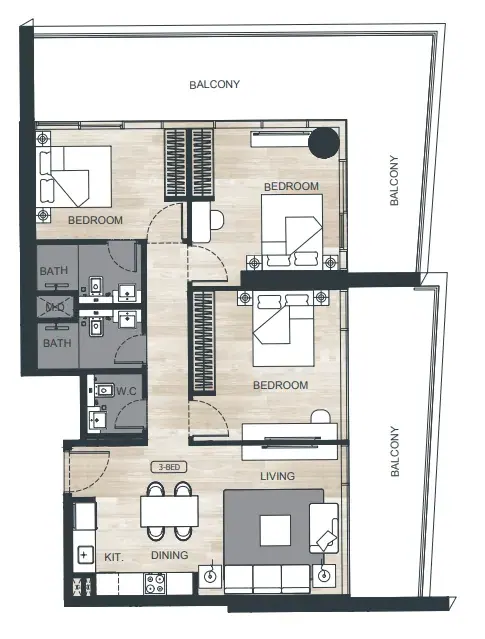 BALCONY
BALCONY
BEDROOM
BEDROOM
BATH
M.D
BATH
W.C
BEDROOM
BALCONY
3-BED
LIVING
KIT.
DINING